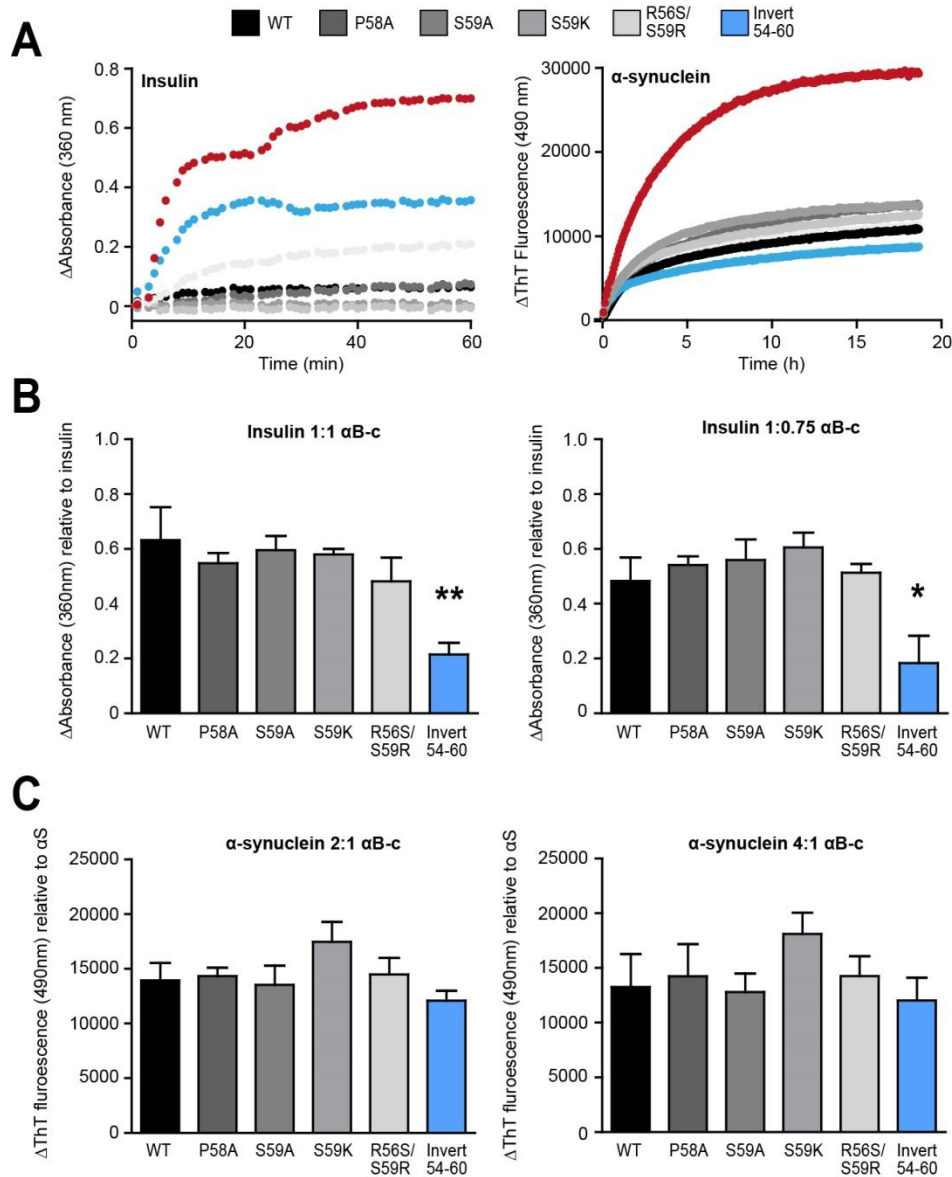 A
WT
P58A
S59A
S59K
R56S/
S59R
Invert
54-60
Insulin
ΔAbsorbance (360 nm)
0.8
0.6
0.4
0.2
0
0
20
40
60
Time (min)
α-synuclein
ΔThT Fluroescence (490 nm)
30000
20000
10000
0
0
5
10
15
20
Time (h)
B
Insulin 1:1 αB-c
ΔAbsorbance (360nm) relative to insulin
1.0
0.8
0.6
0.4
0.2
0.0
**
WT
P58A
S59A
S59K
R56S/
S59R
Invert
54-60
Insulin 1:0.75 αB-c
ΔAbsorbance (360nm) relative to insulin
1.0
0.8
0.6
0.4
0.2
0.0
*
WT
P58A
S59A
S59K
R56S/
S59R
Invert
54-60
C
α-synuclein 2:1 αB-c
ΔThT fluroescence (490nm) relative to αS
25000
20000
15000
10000
5000
0
WT
P58A
S59A
S59K
R56S/
S59R
Invert
54-60
α-synuclein 4:1 αB-c
ΔThT fluroescence (490nm) relative to αS
25000
20000
15000
10000
5000
0
WT
P58A
S59A
S59K
R56S/
S59R
Invert
54-60